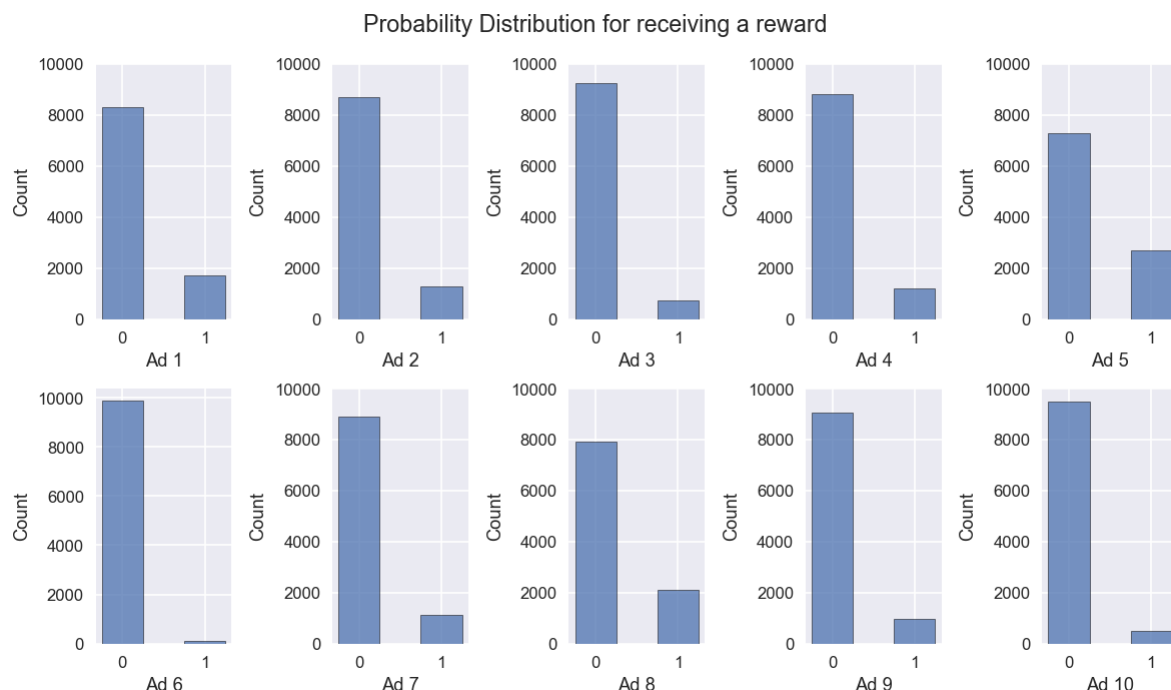 Probability Distribution for receiving a reward
10000 10000 10000 10000 10000
8000 8000 8000 8000 8000
6000 6000 6000 6000 6000
Count Count Count Count Count
4000 4000 4000 4000 4000
2000 2000 2000 2000 2000
0 0 0 0 0
0 1 0 1 0 1 0 1 0 1
Ad 1 Ad 2 Ad 3 Ad 4 Ad 5
10000 10000 10000 10000 10000
8000 8000 8000 8000 8000
6000 6000 6000 6000 6000
Count Count Count Count Count
4000 4000 4000 4000 4000
2000 2000 2000 2000 2000
0 0 0 0 0
0 1 0 1 0 1 0 1 0 1
Ad 6 Ad 7 Ad 8 Ad 9 Ad 10